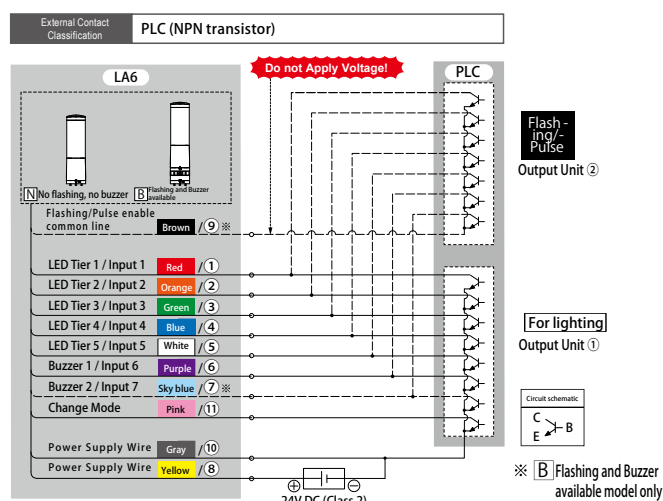 External Contact
Classification
PLC (NPN transistor)
Do not Apply Voltage!
LA6
PLC
N No flashing, no buzzer
B Flashing and Buzzer
available
Flashing/Pulse enable
common line
Brown /⑨ ※
LED Tier 1 / Input 1 Red /①
LED Tier 2 / Input 2 Orange /②
LED Tier 3 / Input 3 Green /③
LED Tier 4 / Input 4 Blue /④
LED Tier 5 / Input 5 White /⑤
Buzzer 1 / Input 6 Purple /⑥
Buzzer 2 / Input 7 Sky blue /⑦ ※
Change Mode Pink /⑪
Power Supply Wire Gray /⑩
Power Supply Wire Yellow /⑧
⊕ ⊖
24V DC (Class 2)
Flash-
ing/-
Pulse
Output Unit ②
For lighting
Output Unit ①
Circuit schematic
C
B
E
※ B Flashing and Buzzer
available model only